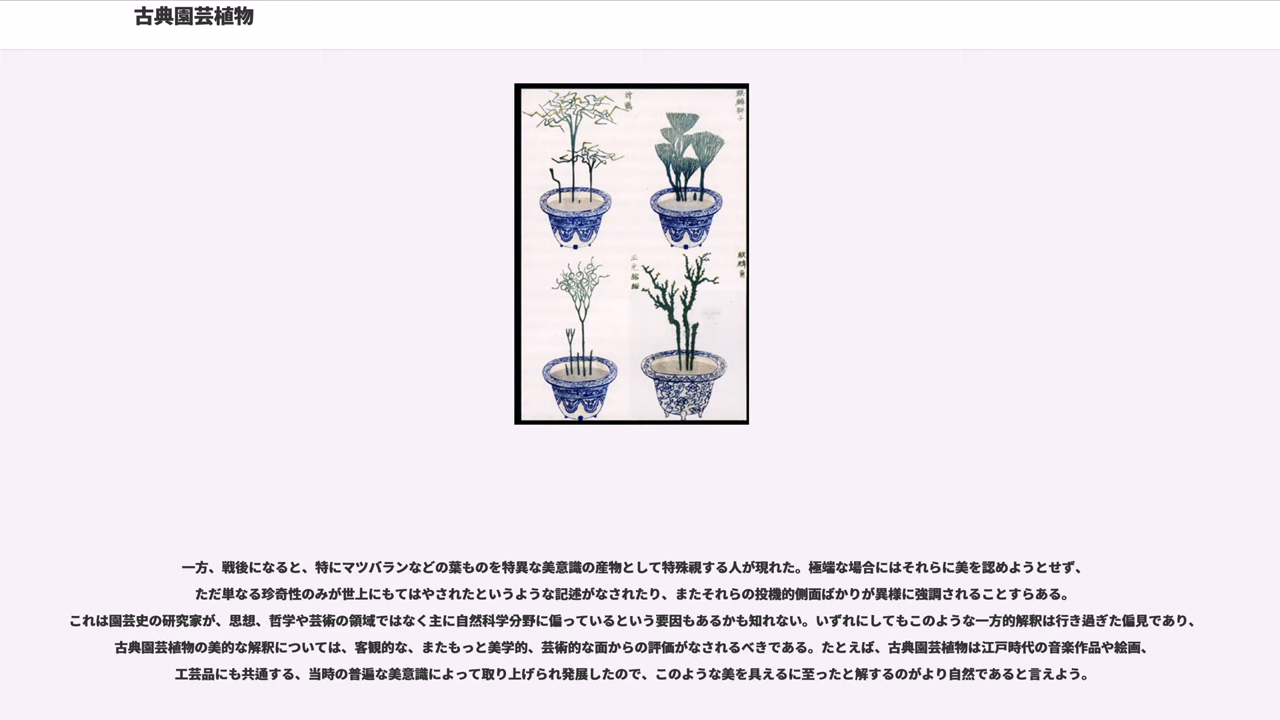 古典園芸植物
一方、戦後になると、特にマツバランなどの葉ものを特異な美意識の産物として特殊視する人が現れた。極端な場合にはそれらに美を認めようとせず、
ただ単なる珍奇性のみが世上にもてはやされたというような記述がなされたり、またそれらの投機的側面ばかりが異様に強調されることすらある。
これは園芸史の研究家が、思想、哲学や芸術の領域ではなく主に自然科学分野に偏っているという要因もあるかも知れない。いずれにしてもこのような一方的解釈は行き過ぎた偏見であり、
古典園芸植物の美的な解釈については、客観的な、またもっと美学的、芸術的な面からの評価がなされるべきである。たとえば、古典園芸植物は江戸時代の音楽作品や絵画、
工芸品にも共通する、当時の普遍な美意識によって取り上げられ発展したので、このような美を具えるに至ったと解するのがより自然であると言えよう。